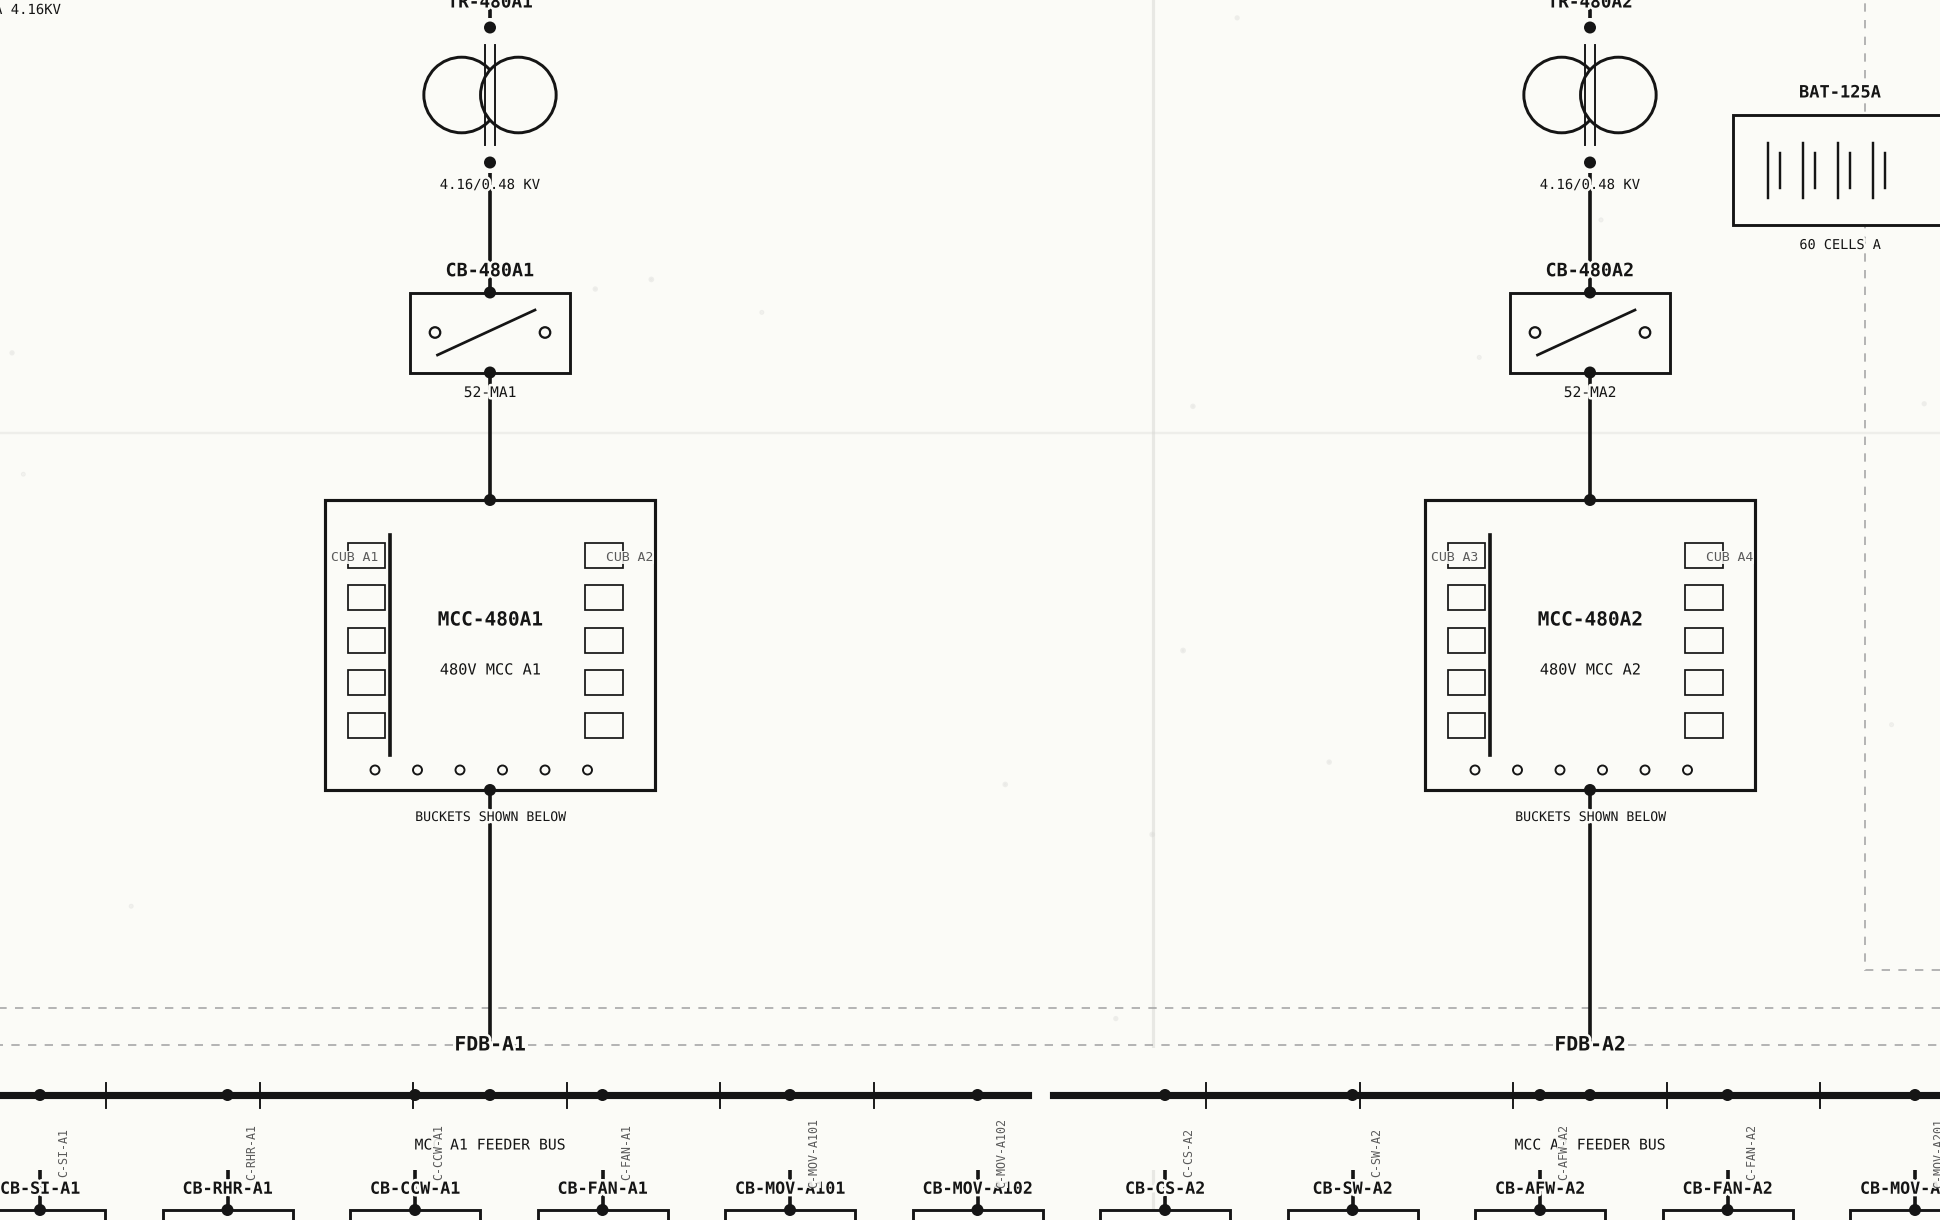 4.16KV
TR-480A1
TR-480A2
BAT-125A
4.16/0.48 KV
4.16/0.48 KV
60 CELLS A
CB-480A1
CB-480A2
52-MA1
52-MA2
CUB A1
CUB A2
CUB A3
CUB A4
MCC-480A1
MCC-480A2
480V MCC A1
480V MCC A2
BUCKETS SHOWN BELOW
BUCKETS SHOWN BELOW
FDB-A1
FDB-A2
MCC A1 FEEDER BUS
MCC A2 FEEDER BUS
C-SI-A1
C-RHR-A1
C-CCW-A1
C-FAN-A1
C-MOV-A101
C-MOV-A102
C-CS-A2
C-SW-A2
C-AFW-A2
C-FAN-A2
C-MOV-A201
CB-SI-A1
CB-RHR-A1
CB-CCW-A1
CB-FAN-A1
CB-MOV-A101
CB-MOV-A102
CB-CS-A2
CB-SW-A2
CB-AFW-A2
CB-FAN-A2
CB-MOV-A